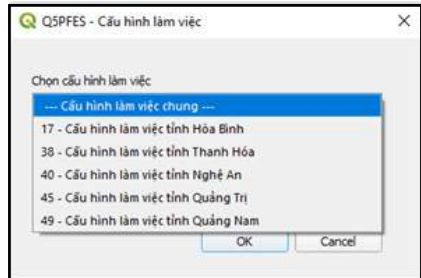 Q5PFES - Cấu hình làm việc
Chọn cấu hình làm việc
--- Cấu hình làm việc chung ---
17 - Cấu hình làm việc tỉnh Hòa Bình
38 - Cấu hình làm việc tỉnh Thanh Hóa
40 - Cấu hình làm việc tỉnh Nghệ An
45 - Cấu hình làm việc tỉnh Quảng Trị
49 - Cấu hình làm việc tỉnh Quảng Nam
OK Cancel